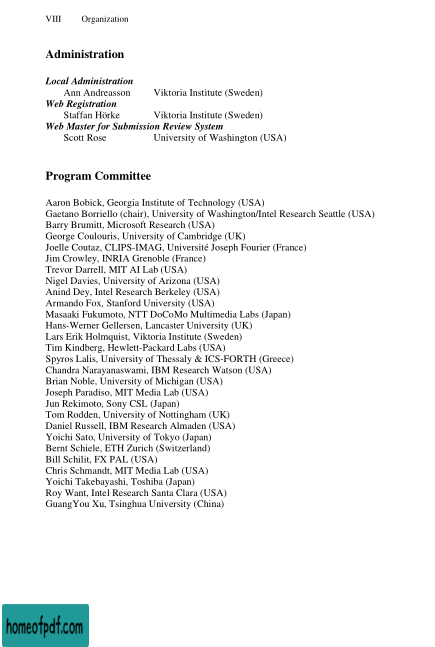 VIII Organization
Administration
Local Administration
Ann Andreasson Viktoria Institute (Sweden)
Web Registration
Staffan Hörke Viktoria Institute (Sweden)
Web Master for Submission Review System
Scott Rose University of Washington (USA)
Program Committee
Aaron Bobick, Georgia Institute of Technology (USA)
Gaetano Borriello (chair), University of Washington/Intel Research Seattle (USA)
Barry Brumitt, Microsoft Research (USA)
George Coulouris, University of Cambridge (UK)
Joelle Coutaz, CLIPS-IMAG, Université Joseph Fourier (France)
Jim Crowley, INRIA Grenoble (France)
Trevor Darrell, MIT AI Lab (USA)
Nigel Davies, University of Arizona (USA)
Anind Dey, Intel Research Berkeley (USA)
Armando Fox, Stanford University (USA)
Masaaki Fukumoto, NTT DoCoMo Multimedia Labs (Japan)
Hans-Werner Gellersen, Lancaster University (UK)
Lars Erik Holmquist, Viktoria Institute (Sweden)
Tim Kindberg, Hewlett-Packard Labs (USA)
Spyros Lalis, University of Thessaly & ICS-FORTH (Greece)
Chandra Narayanaswami, IBM Research Watson (USA)
Brian Noble, University of Michigan (USA)
Joseph Paradiso, MIT Media Lab (USA)
Jun Rekimoto, Sony CSL (Japan)
Tom Rodden, University of Nottingham (UK)
Daniel Russell, IBM Research Almaden (USA)
Yoichi Sato, University of Tokyo (Japan)
Bernt Schiele, ETH Zurich (Switzerland)
Bill Schilit, FX PAL (USA)
Chris Schmandt, MIT Media Lab (USA)
Yoichi Takebayashi, Toshiba (Japan)
Roy Want, Intel Research Santa Clara (USA)
GuangYou Xu, Tsinghua University (China)
homeofpdf.com